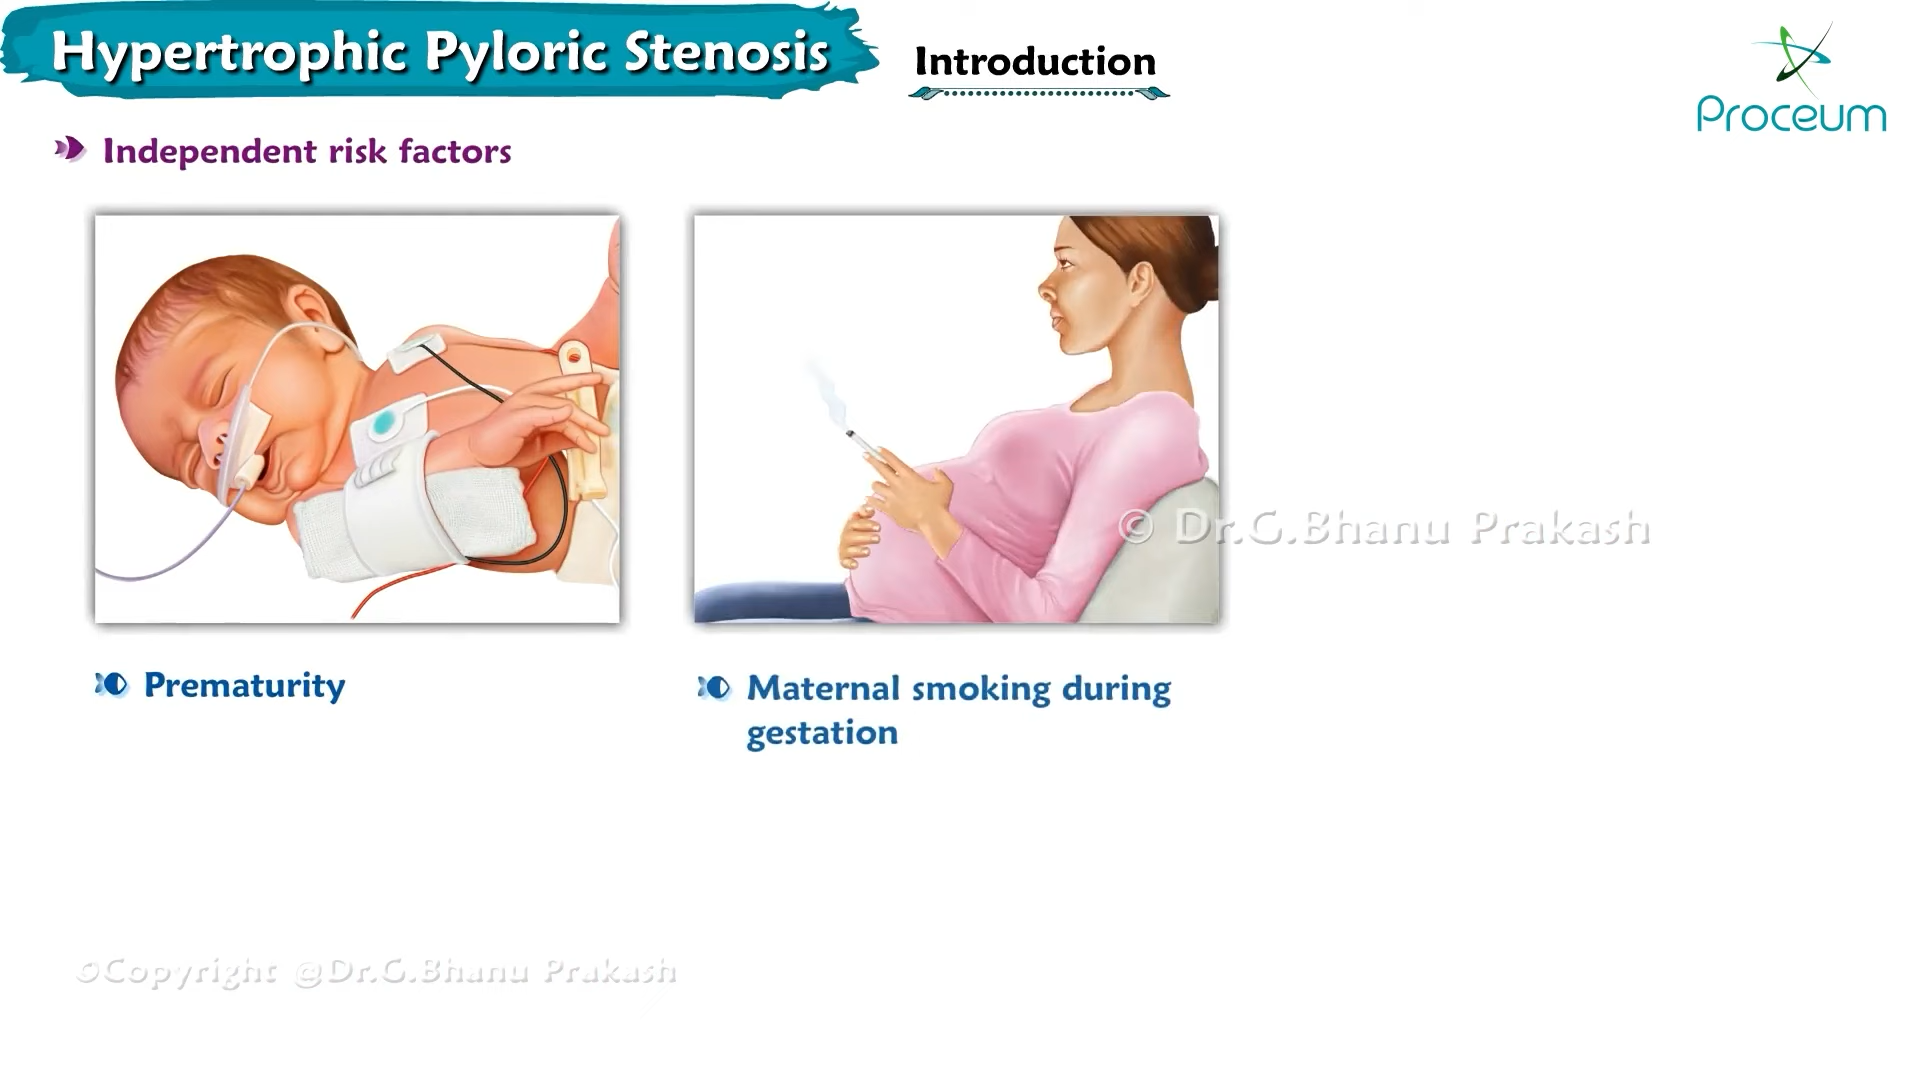 Hypertrophic Pyloric Stenosis
Introduction
Proceum
Independent risk factors
© Dr.G.Bhanu Prakash
Prematurity
Maternal smoking during
gestation
©Copyright @Dr.G.Bhanu Prakash